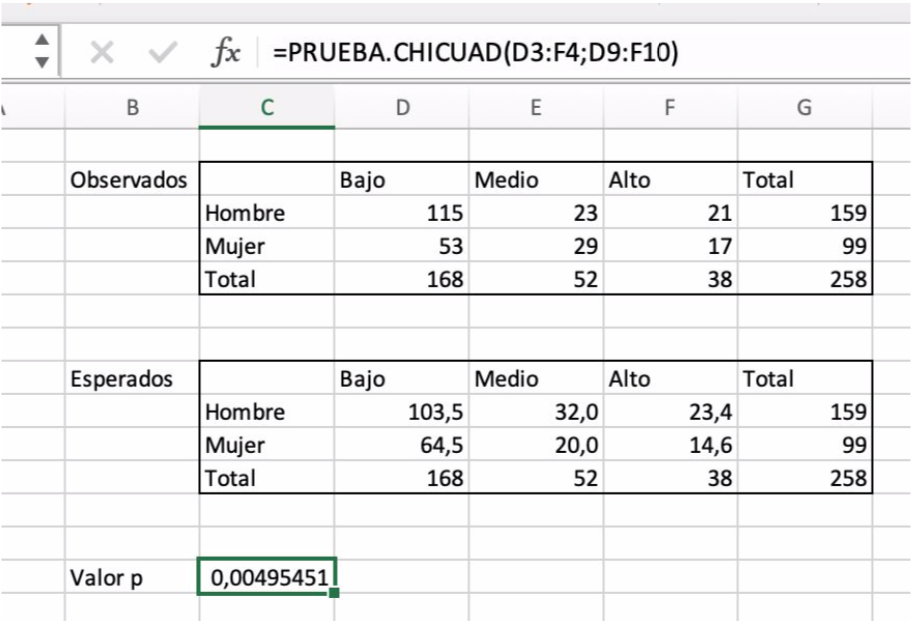 fx =PRUEBA.CHICUAD(D3:F4;D9:F10)
B C D E F G
Observados Bajo Medio Alto Total
Hombre 115 23 21 159
Mujer 53 29 17 99
Total 168 52 38 258
Esperados Bajo Medio Alto Total
Hombre 103,5 32,0 23,4 159
Mujer 64,5 20,0 14,6 99
Total 168 52 38 258
Valor p 0,00495451